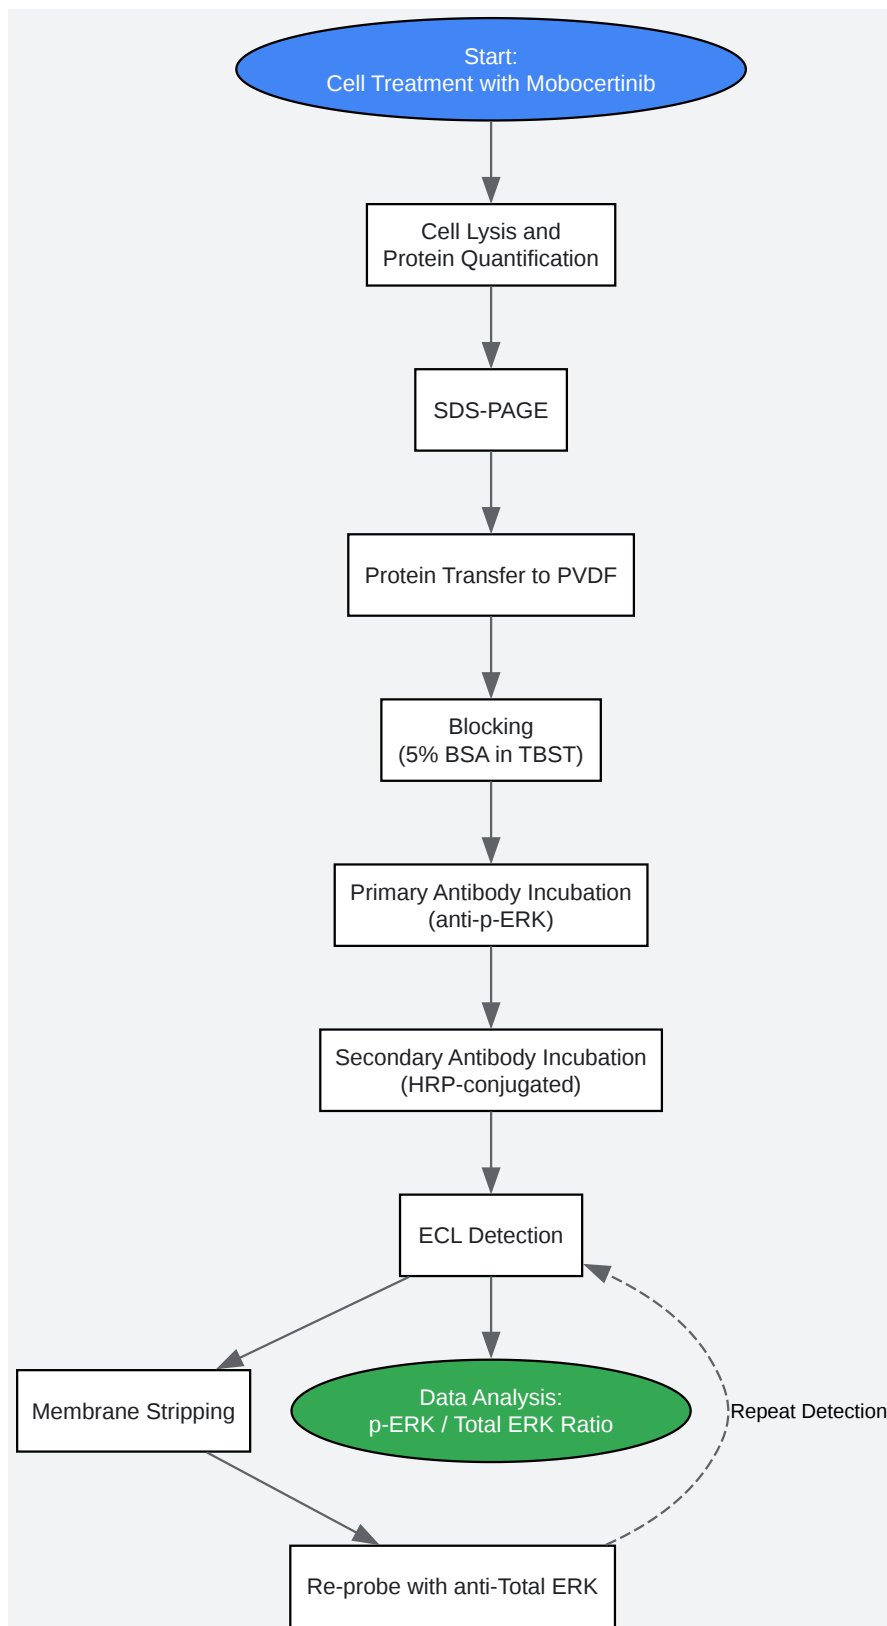 Start:
Cell Treatment with Mobocertinib
Cell Lysis and
Protein Quantification
SDS-PAGE
Protein Transfer to PVDF
Blocking
(5% BSA in TBST)
Primary Antibody Incubation
(anti-p-ERK)
Secondary Antibody Incubation
(HRP-conjugated)
ECL Detection
Membrane Stripping
Data Analysis:
p-ERK / Total ERK Ratio
Repeat Detection
Re-probe with anti-Total ERK